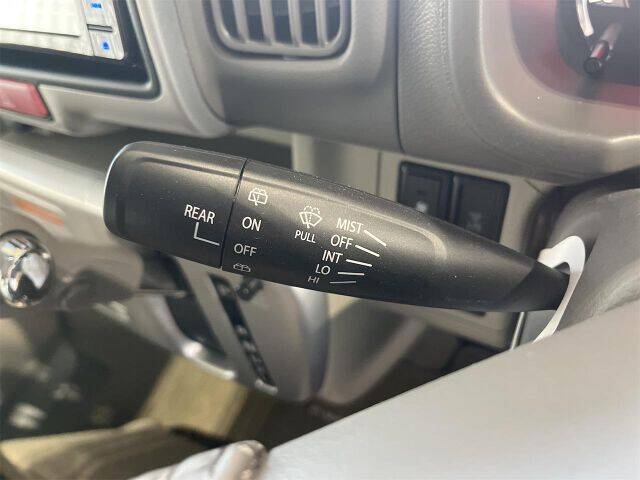 REAR
ON
OFF
PULL
MIST
OFF
INT
LO
HI